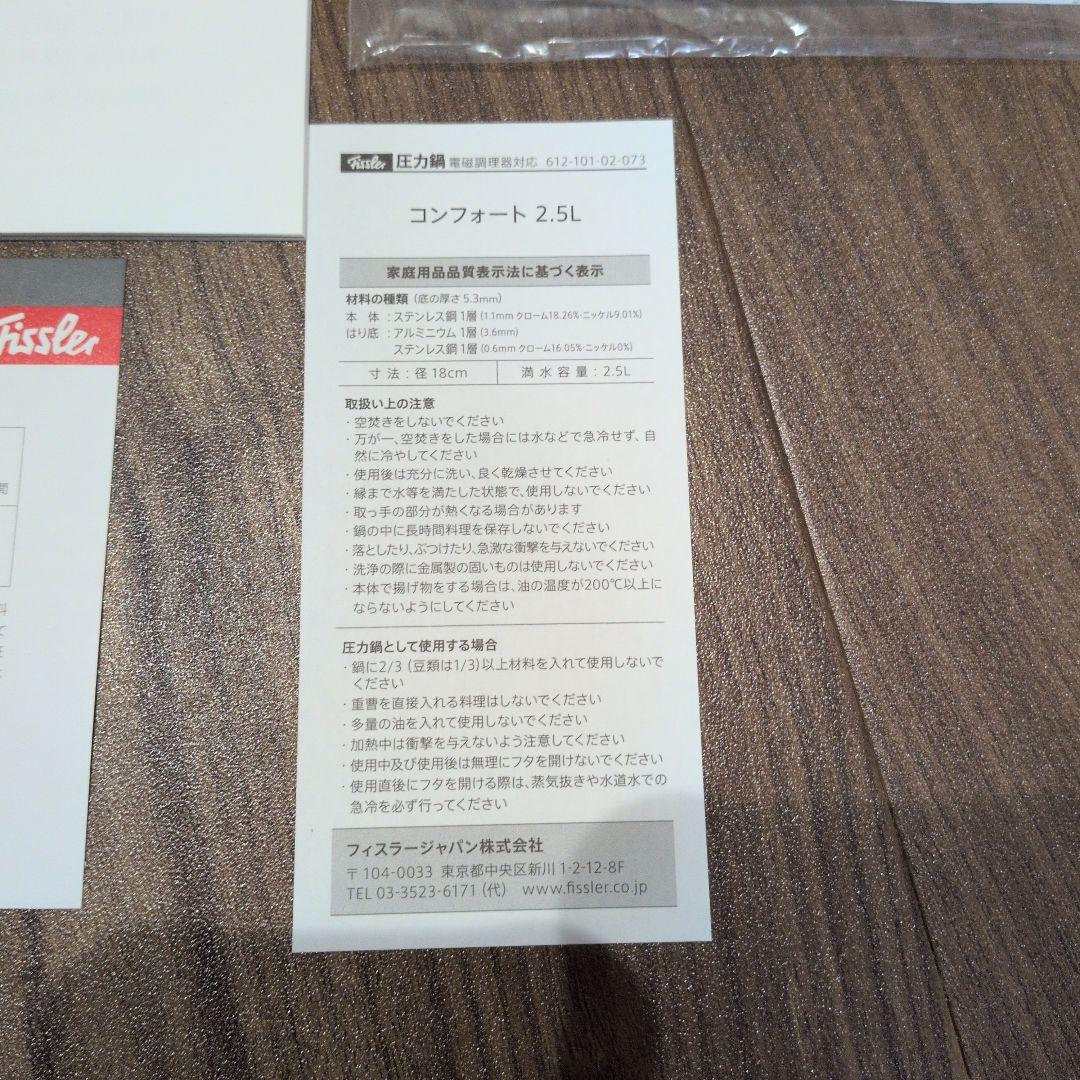 Fissler 圧力鍋 電磁調理器対応 612-101-02-073
コンフォート 2.5L
家庭用品品質表示法に基づく表示
材料の種類（底の厚さ 5.3mm）
本 体 : ステンレス鋼 1層 (1.1mm クローム18.26%·ニッケル9.01%)
はり底 : アルミニウム 1層 (3.6mm)
ステンレス鋼 1層 (0.6mm クローム16.05%·ニッケル0%)
寸 法 : 径 18cm 満 水 容 量 : 2.5L
取扱い上の注意
・空焚きをしないでください
・万が一、空焚きをした場合には水などで急冷せず、自
然に冷やしてください
・使用後は充分に洗い、良く乾燥させてください
・縁まで水等を満たした状態で、使用しないでください
・取っ手の部分が熱くなる場合があります
・鍋の中に長時間料理を保存しないでください
・落としたり、ぶつけたり、急激な衝撃を与えないでください
・洗浄の際に金属製の固いものは使用しないでください
・本体で揚げ物をする場合は、油の温度が200℃以上に
ならないようにしてください
圧力鍋として使用する場合
・鍋に2/3（豆類は1/3）以上材料を入れて使用しないで
ください
・重曹を直接入れる料理はしないでください
・多量の油を入れて使用しないでください
・加熱中は衝撃を与えないよう注意してください
・使用中及び使用後は無理にフタを開けないでください
・使用直後にフタを開ける際は、蒸気抜きや水道水での
急冷を必ず行ってください
フィスラージャパン株式会社
〒104-0033 東京都中央区新川 1-2-12-8F
TEL 03-3523-6171（代） www.fissler.co.jp
Fissler